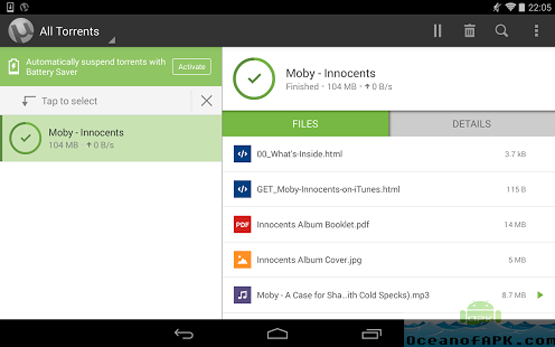 22:05
All Torrents
Automatically suspend torrents with
Battery Saver
Activate
Tap to select
Moby - Innocents
104 MB · ↑ 0 B/s
Moby - Innocents
Finished · 104 MB · ↑ 0 B/s
FILES
DETAILS
00_What's-Inside.html
3.7 kB
GET_Moby-Innocents-on-iTunes.html
115 B
PDF
Innocents Album Booklet.pdf
14 MB
Innocents Album Cover.jpg
5 MB
Moby - A Case for Sha...ith Cold Specks).mp3
8.7 MB
APK
OceanofAPK.com